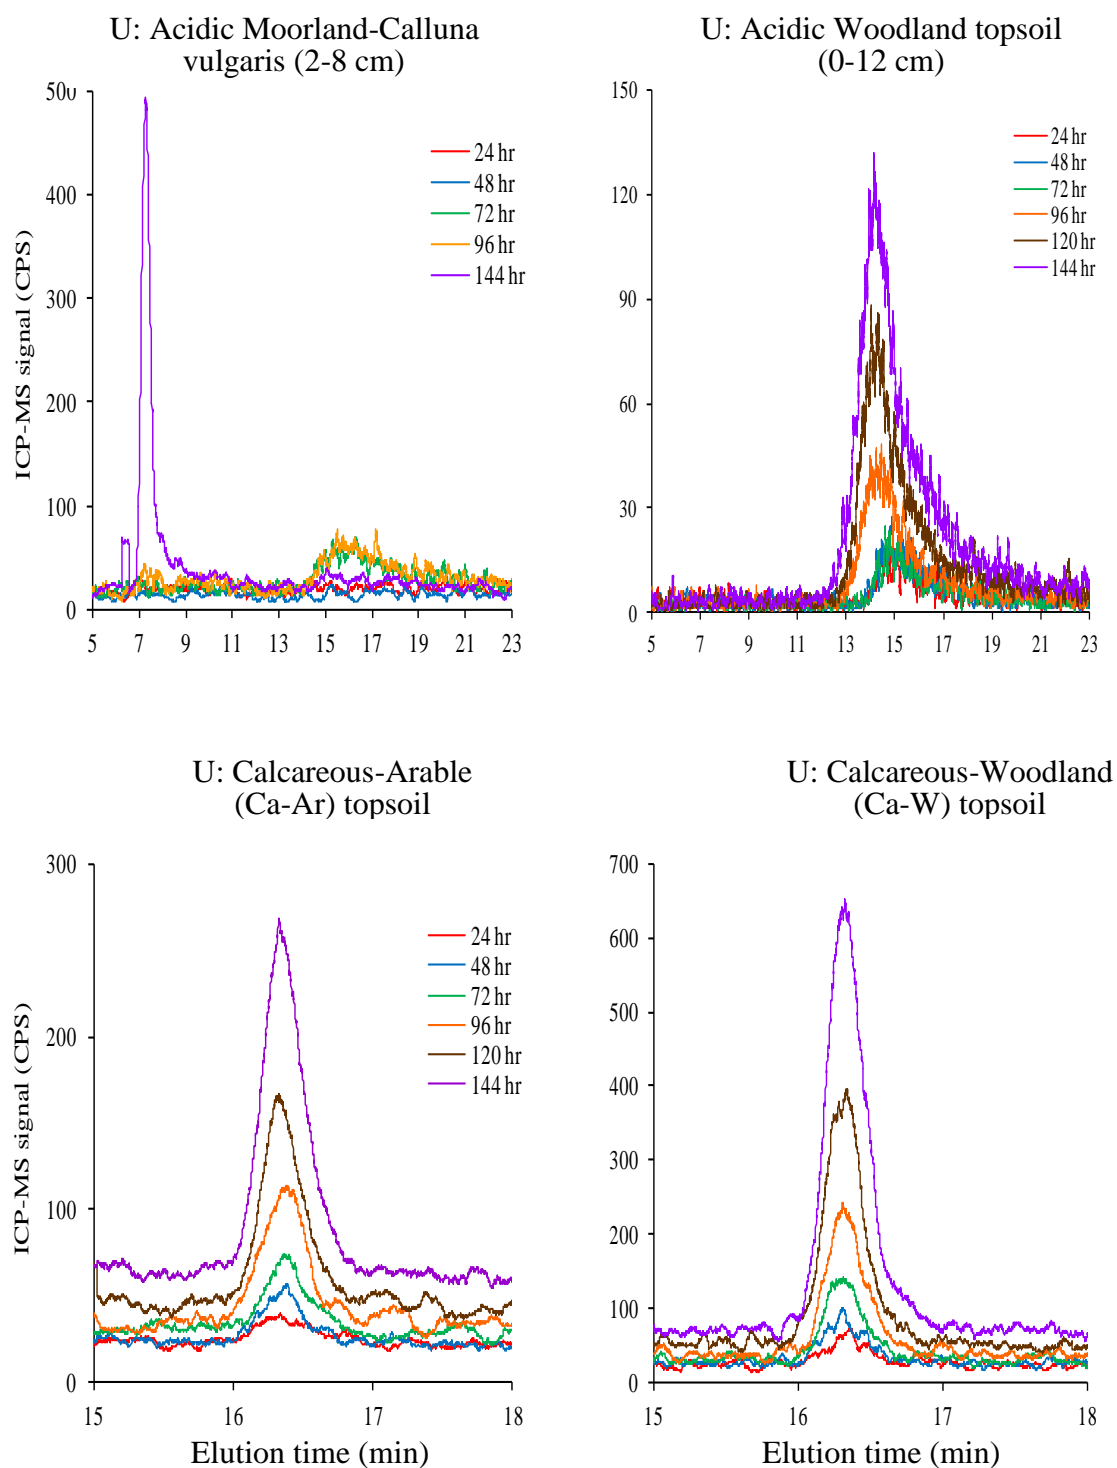 U: Acidic Moorland-Calluna
vulgaris (2-8 cm)
500
400
300
200
100
0
ICP-MS signal (CPS)
24 hr
48 hr
72 hr
96 hr
144 hr
5 7 9 11 13 15 17 19 21 23
U: Acidic Woodland topsoil
(0-12 cm)
150
120
90
60
30
0
24 hr
48 hr
72 hr
96 hr
120 hr
144 hr
5 7 9 11 13 15 17 19 21 23
U: Calcareous-Arable
(Ca-Ar) topsoil
300
200
100
0
ICP-MS signal (CPS)
24 hr
48 hr
72 hr
96 hr
120 hr
144 hr
15 16 17 18
Elution time (min)
U: Calcareous-Woodland
(Ca-W) topsoil
700
600
500
400
300
200
100
0
15 16 17 18
Elution time (min)